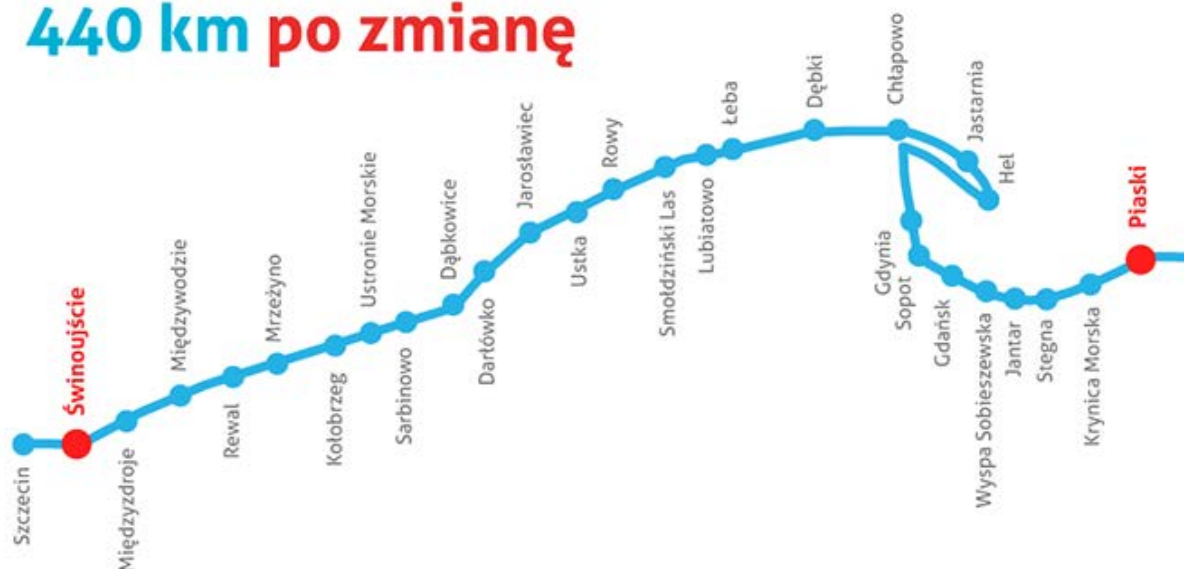 440 km po zmianę
Szczecin
Świnoujście
Międzyzdroje
Międzywodzie
Rewal
Mrzeżyno
Kołobrzeg
Ustronie Morskie
Sarbinowo
Dąbkowice
Darłówko
Jarosławiec
Ustka
Rowy
Smołdziński Las
Lubiatowo
Łeba
Dębki
Chłapowo
Jastarnia
Hel
Gdynia
Sopot
Gdańsk
Wyspa Sobieszewska
Jantar
Stegna
Krynica Morska
Piaski